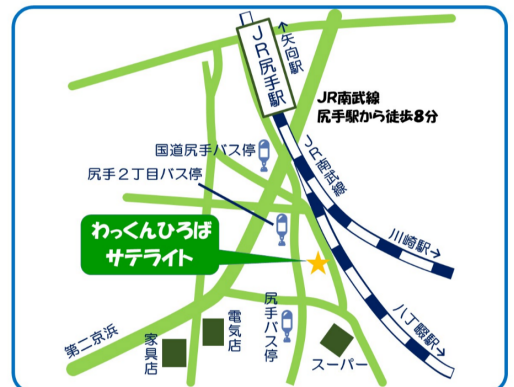 JR尻手駅
↑矢向駅
JR南武線
尻手駅から徒歩8分
国道尻手バス停
JR南武線
尻手2丁目バス停
わっくんひろば
サテライト
川崎駅→
第二京浜
家具店
電気店
尻手バス停
スーパー
八丁畷駅→